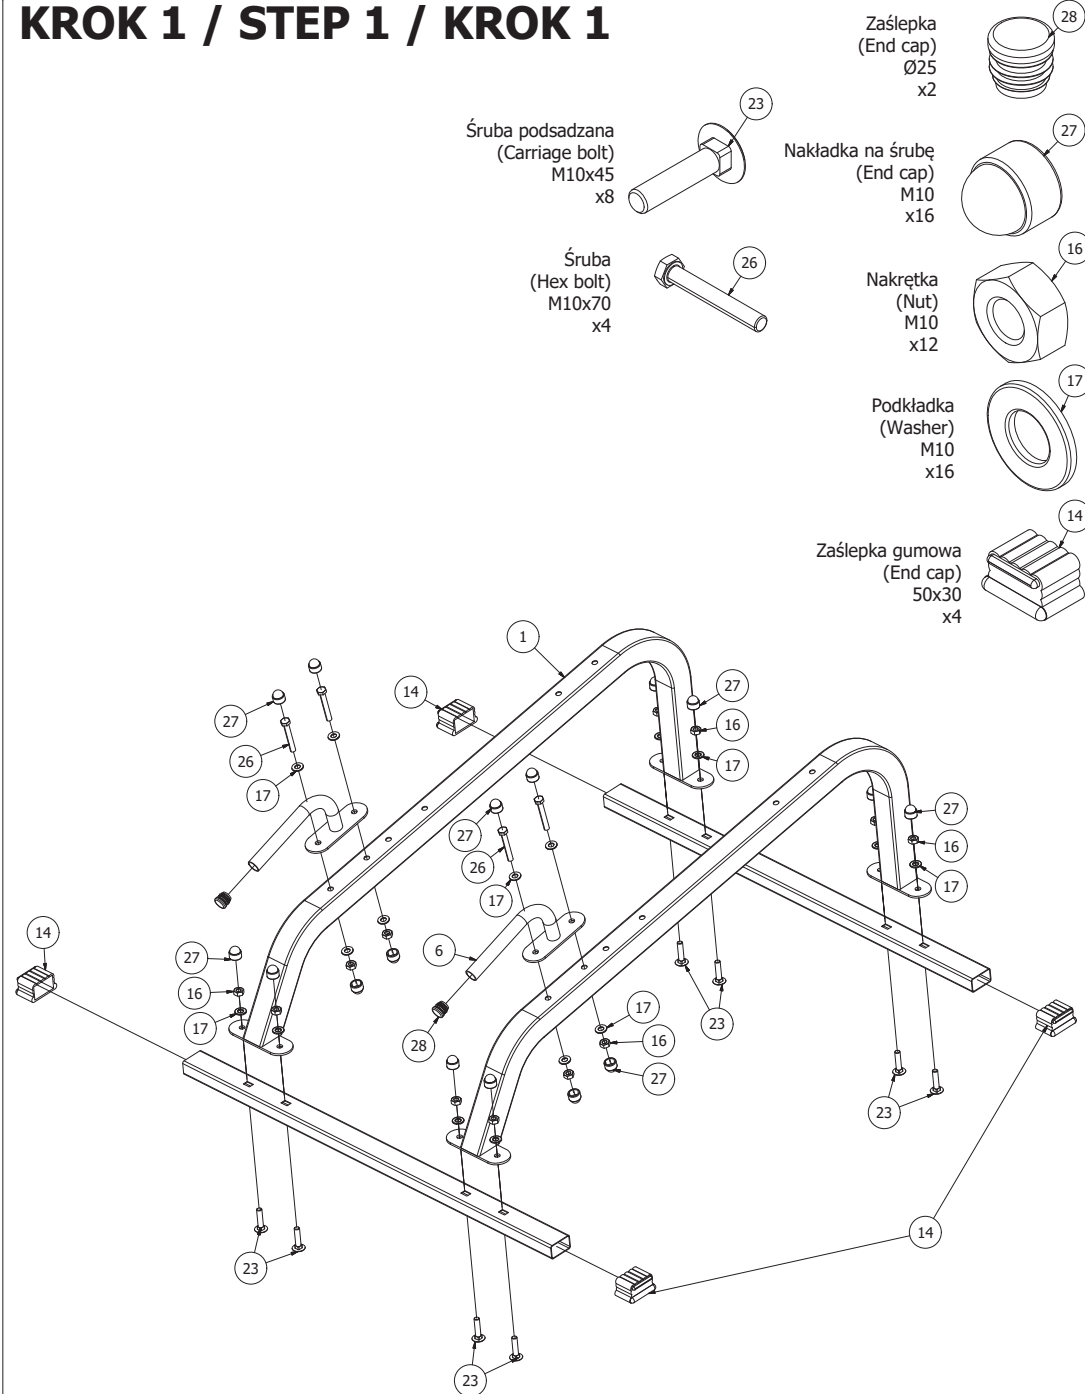 KROK 1 / STEP 1 / KROK 1
28
Zaślepka
(End cap)
Ø25
x2
23
Śruba podsadzana
(Carriage bolt)
M10x45
x8
27
Nakładka na śrubę
(End cap)
M10
x16
26
Śruba
(Hex bolt)
M10x70
x4
16
Nakrętka
(Nut)
M10
x12
17
Podkładka
(Washer)
M10
x16
14
Zaślepka gumowa
(End cap)
50x30
x4
1
14
27
27
16
26
17
17
27
27
16
26
17
17
14
6
27
16
23
17
17
28
16
27
23
14
23
23